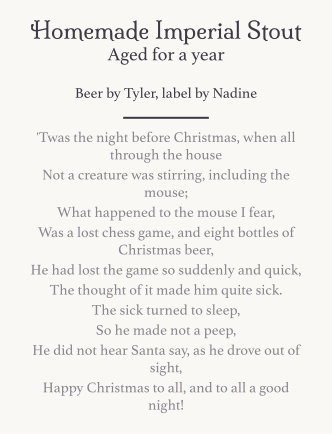 Homemade Imperial Stout
Aged for a year
Beer by Tyler, label by Nadine
'Twas the night before Christmas, when all
through the house
Not a creature was stirring, including the
mouse;
What happened to the mouse I fear,
Was a lost chess game, and eight bottles of
Christmas beer,
He had lost the game so suddenly and quick,
The thought of it made him quite sick.
The sick turned to sleep,
So he made not a peep,
He did not hear Santa say, as he drove out of
sight,
Happy Christmas to all, and to all a good
night!